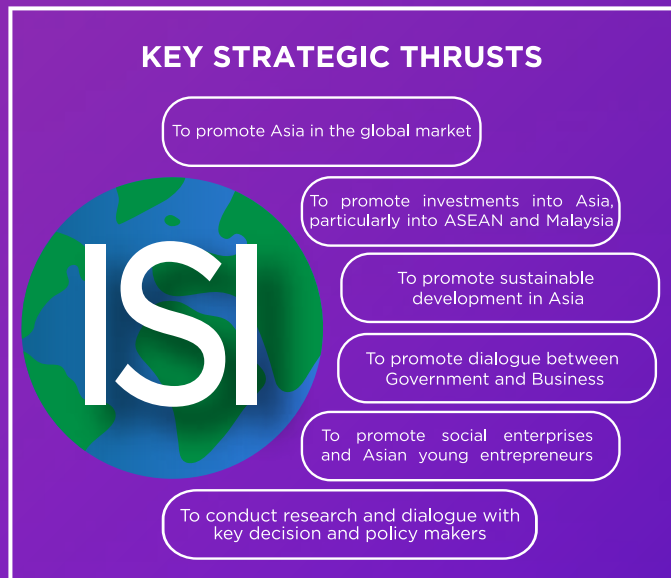 KEY STRATEGIC THRUSTS
To promote Asia in the global market
To promote investments into Asia,
particularly into ASEAN and Malaysia
ISI
To promote sustainable
development in Asia
To promote dialogue between
Government and Business
To promote social enterprises
and Asian young entrepreneurs
To conduct research and dialogue with
key decision and policy makers